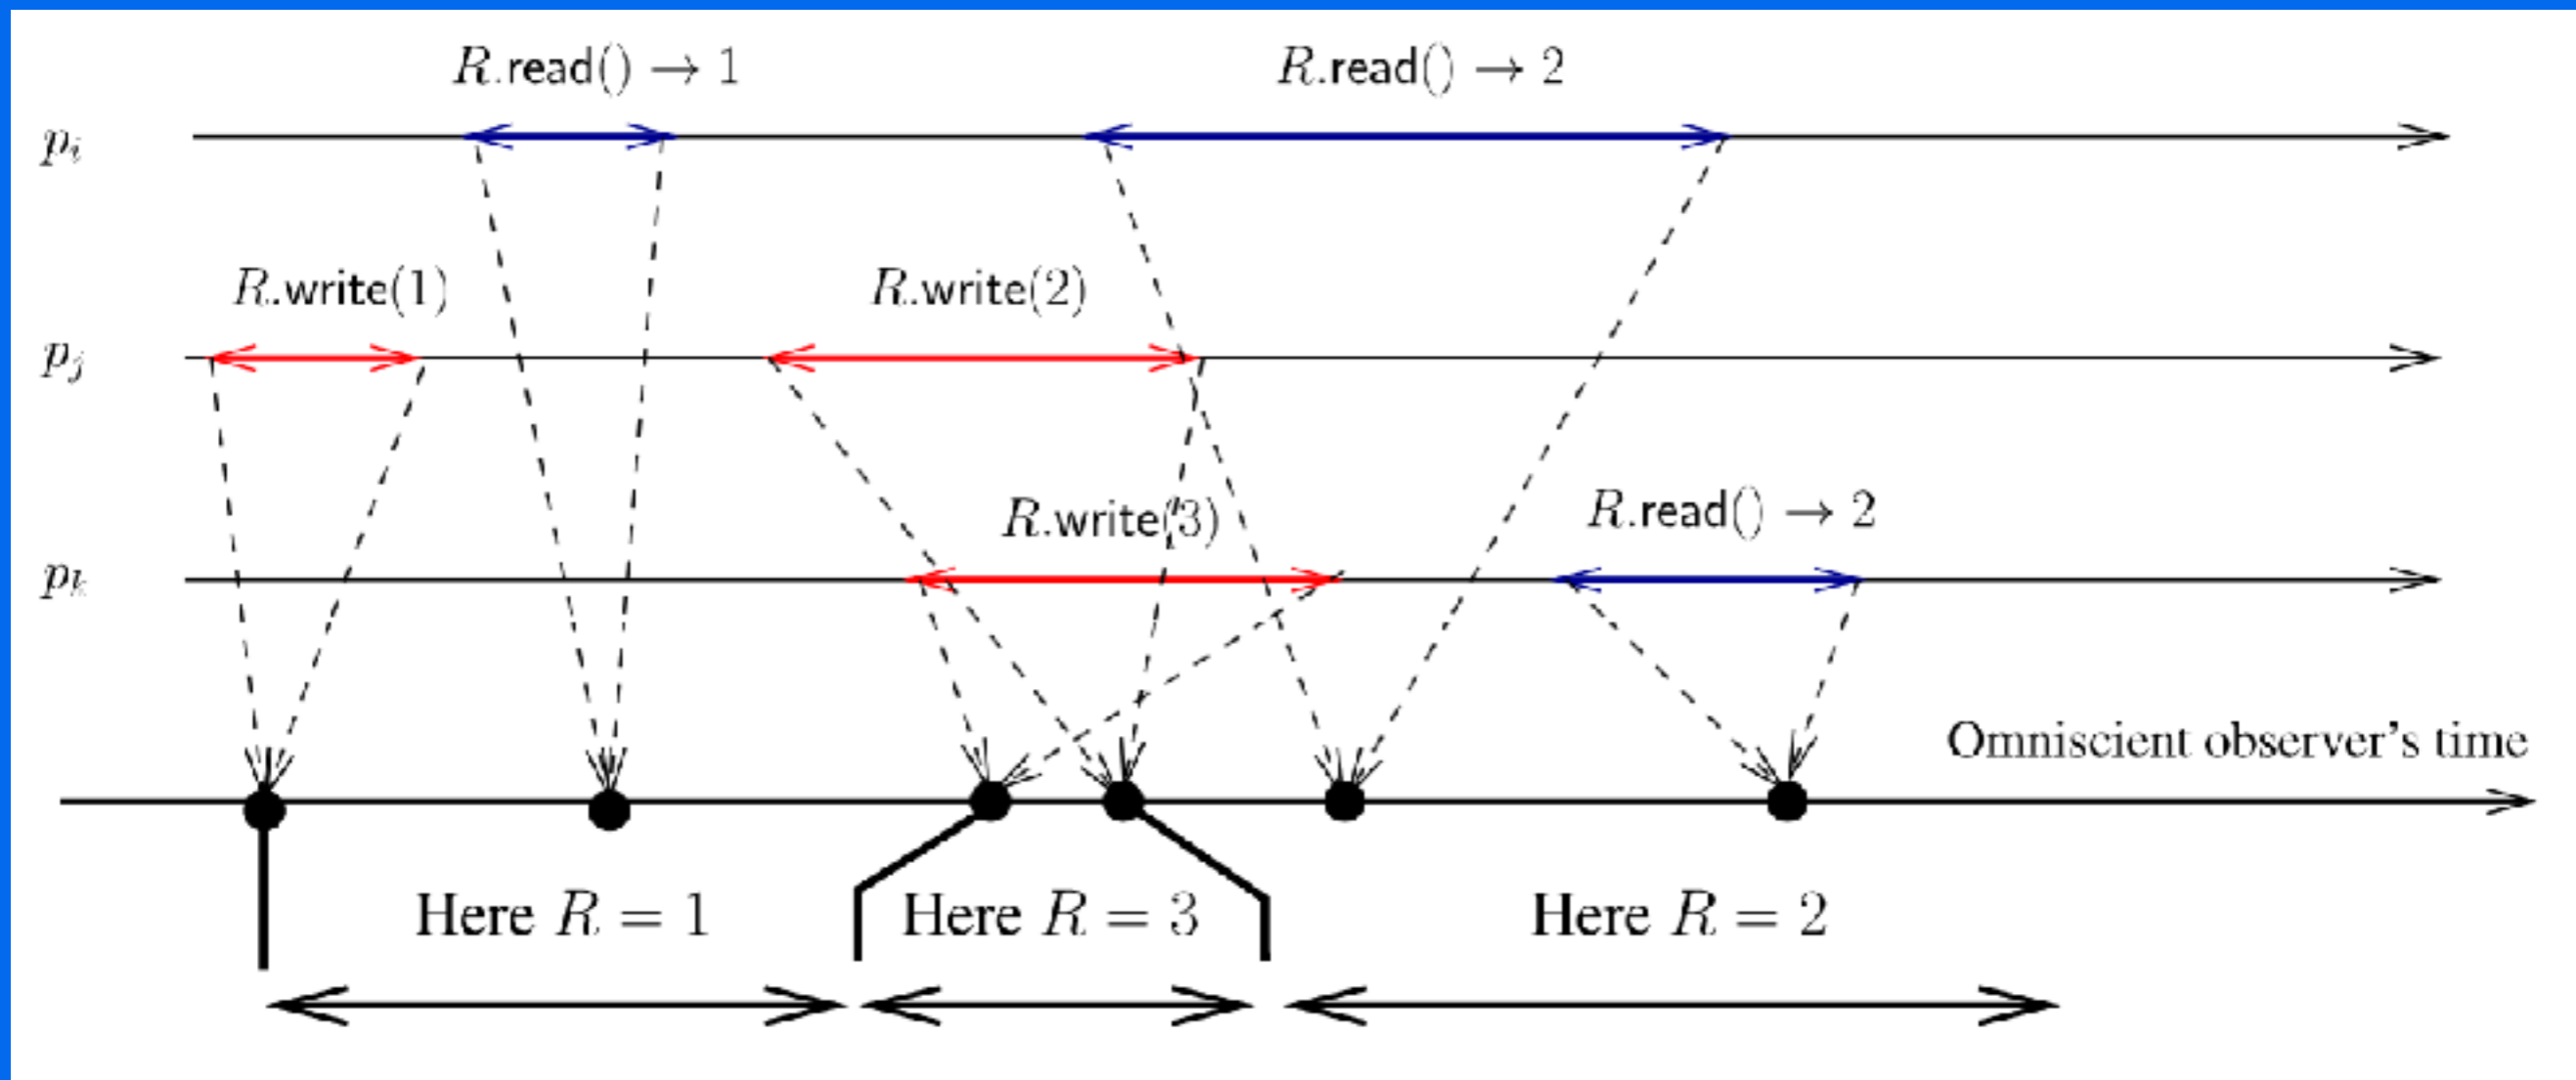 R.read() → 1
R.read() → 2
p_i
R.write(1)
R.write(2)
p_j
R.write(3)
R.read() → 2
p_k
Omniscient observer's time
Here R = 1
Here R = 3
Here R = 2